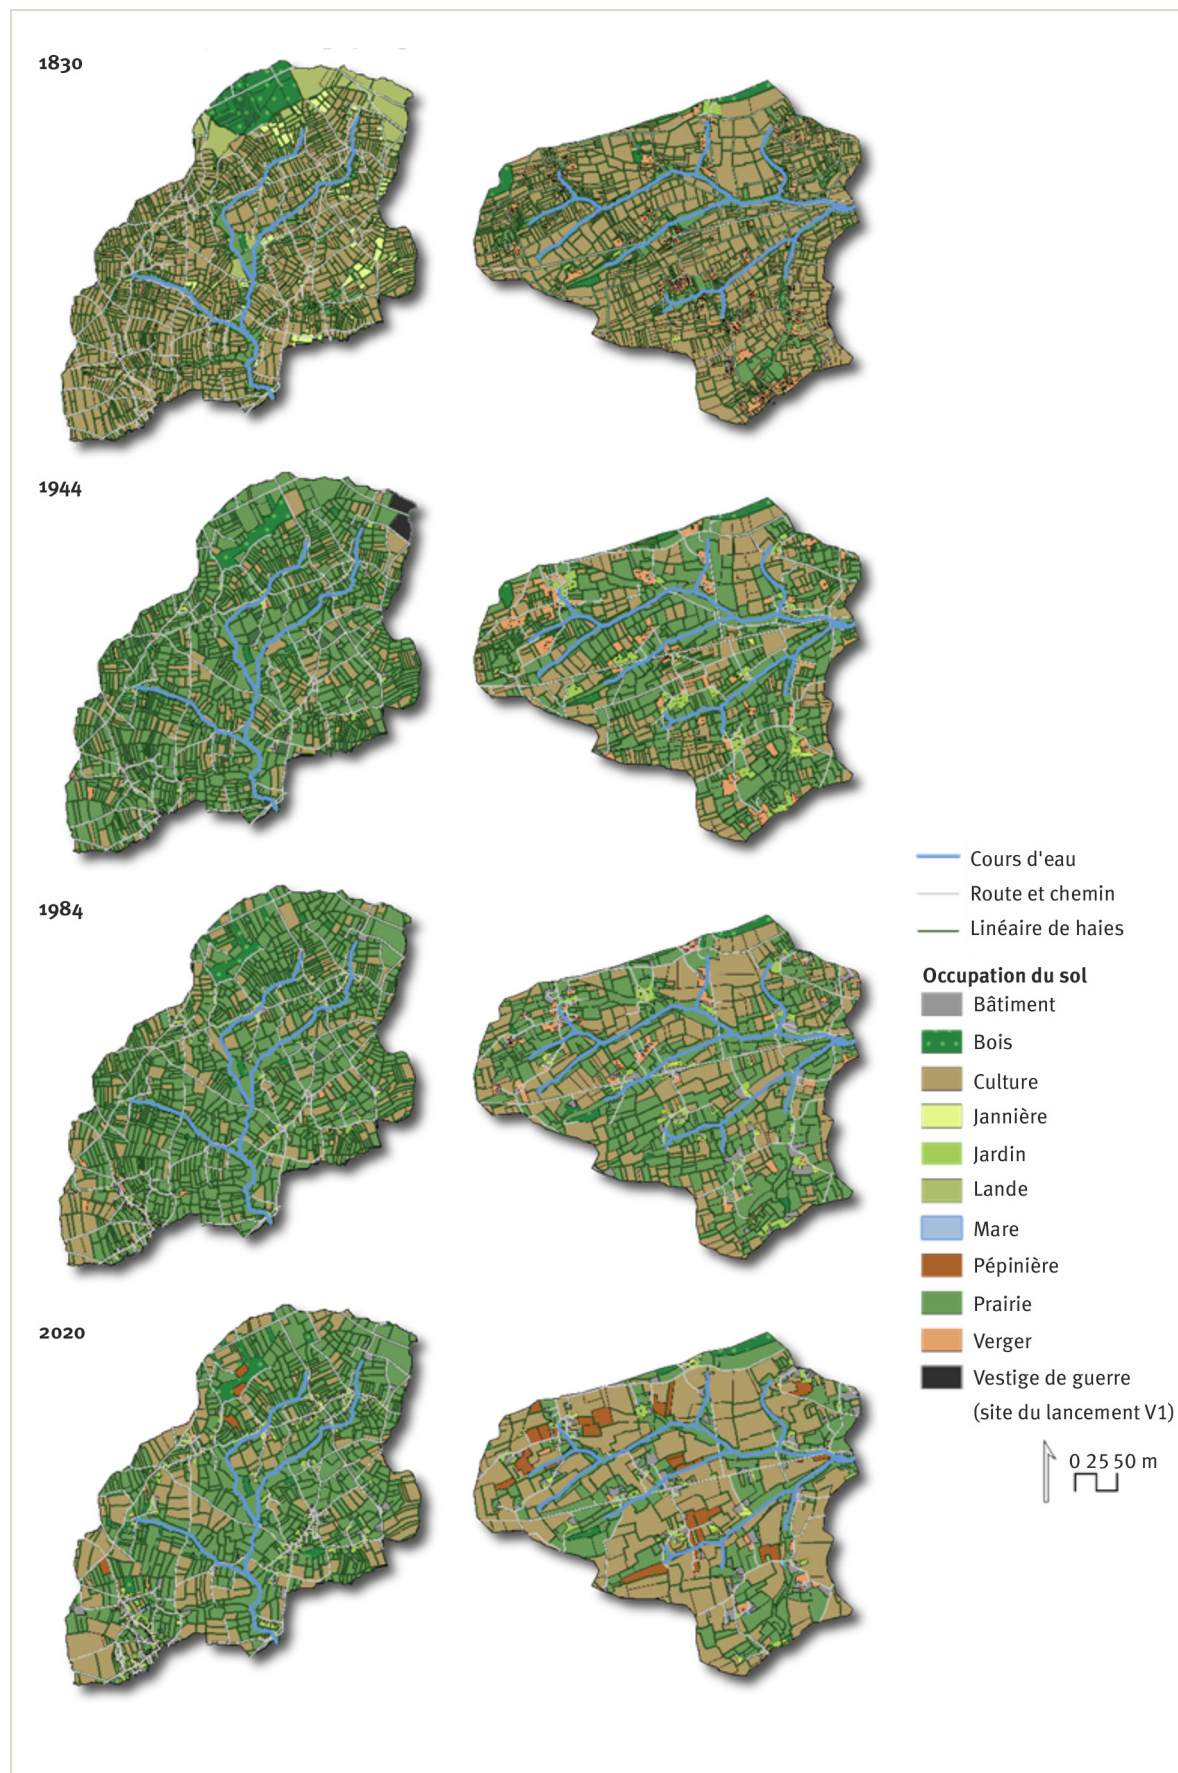 1830
1944
1984
2020
Cours d'eau
Route et chemin
Linéaire de haies
Occupation du sol
Bâtiment
Bois
Culture
Jannière
Jardin
Lande
Mare
Pépinière
Prairie
Verger
Vestige de guerre
(site du lancement V1)
0 25 50 m